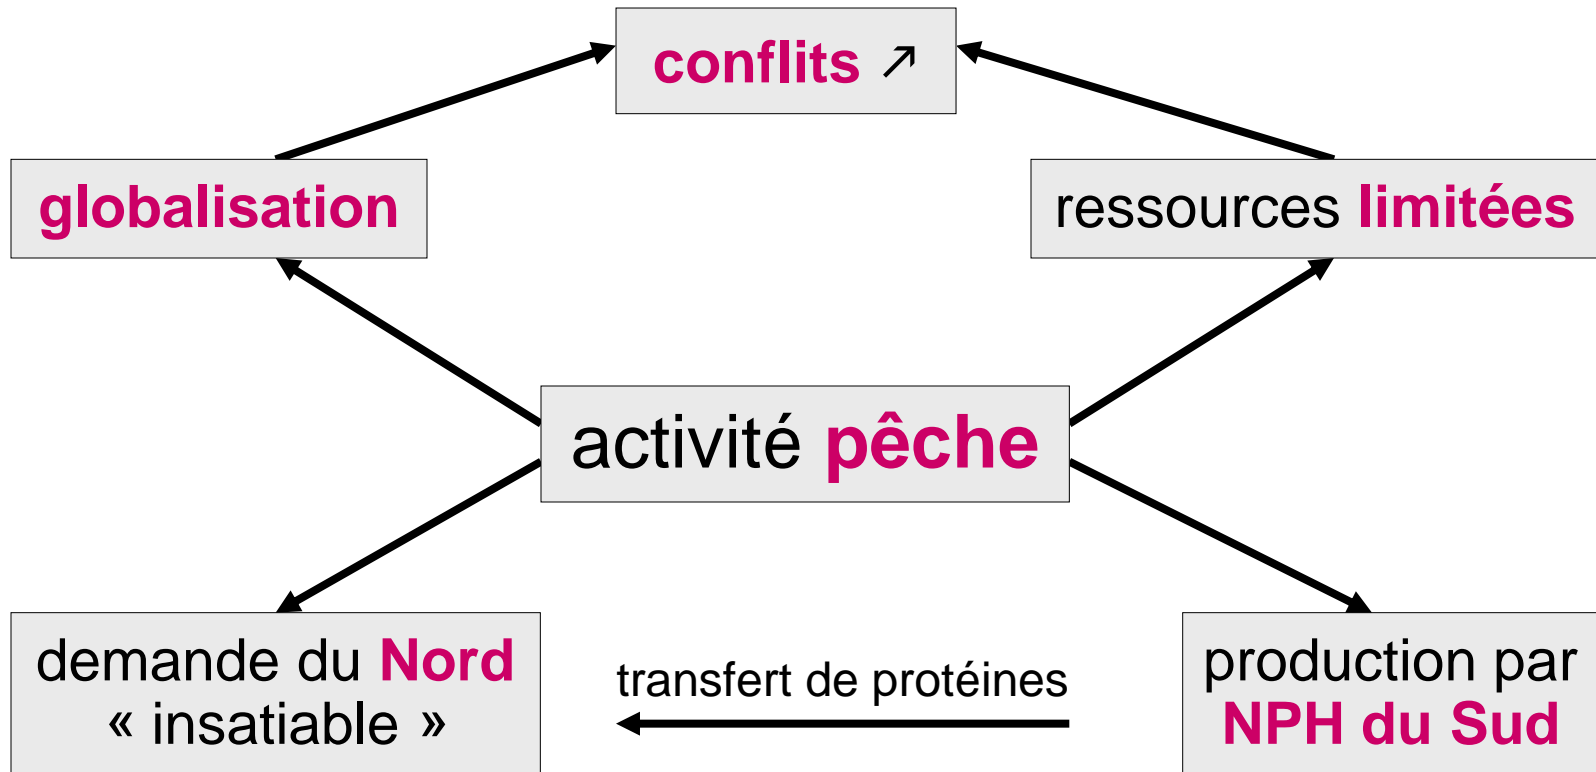 conflits ↗
globalisation
ressources limitées
activité pêche
demande du Nord
« insatiable »
transfert de protéines
production par
NPH du Sud